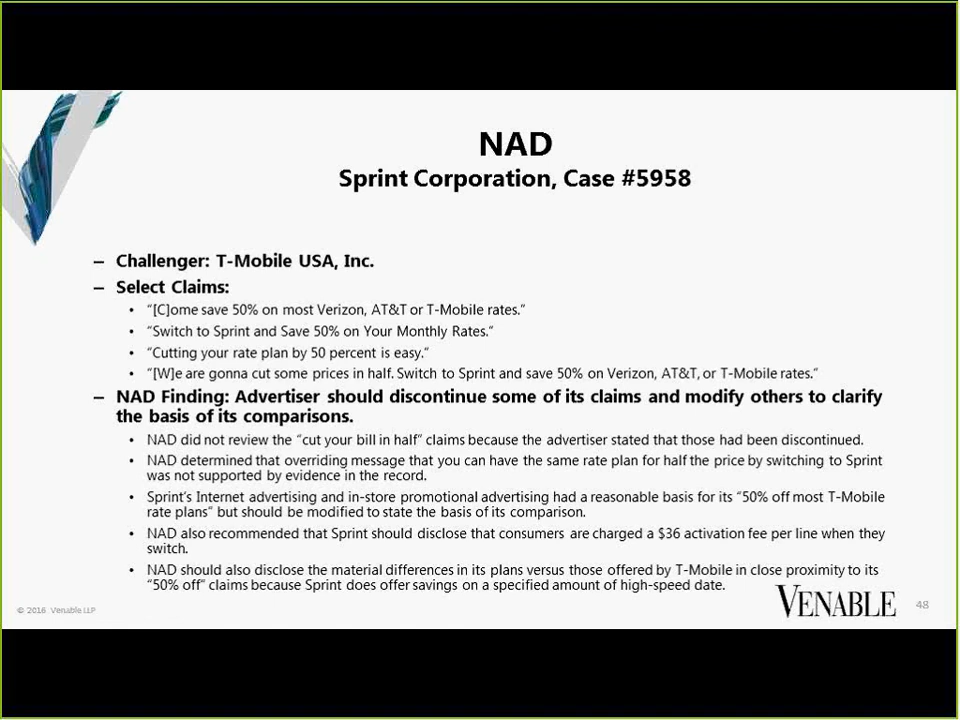 NAD
Sprint Corporation, Case #5958
– Challenger: T-Mobile USA, Inc.
– Select Claims:
• “[C]ome save 50% on most Verizon, AT&T or T-Mobile rates.”
• “Switch to Sprint and Save 50% on Your Monthly Rates.”
• “Cutting your rate plan by 50 percent is easy.”
• “[W]e are gonna cut some prices in half. Switch to Sprint and save 50% on Verizon, AT&T, or T-Mobile rates.”
– NAD Finding: Advertiser should discontinue some of its claims and modify others to clarify
the basis of its comparisons.
• NAD did not review the “cut your bill in half” claims because the advertiser stated that those had been discontinued.
• NAD determined that overriding message that you can have the same rate plan for half the price by switching to Sprint
was not supported by evidence in the record.
• Sprint’s Internet advertising and in-store promotional advertising had a reasonable basis for its “50% off most T-Mobile
rate plans” but should be modified to state the basis of its comparison.
• NAD also recommended that Sprint should disclose that consumers are charged a $36 activation fee per line when they
switch.
• NAD should also disclose the material differences in its plans versus those offered by T-Mobile in close proximity to its
“50% off” claims because Sprint does offer savings on a specified amount of high-speed date.
© 2016 Venable LLP
VENABLE
48